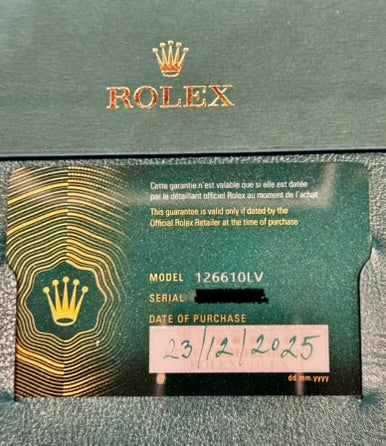 ROLEX
Cette garantie n'est valable que si elle est datée
par le détaillant officiel Rolex au moment de l'achat
This guarantee is valid only if dated by the
Official Rolex Retailer at the time of purchase
MODEL 126610LV
SERIAL
DATE OF PURCHASE
23/12/2025
ROLEX
dd.mm.yyyy